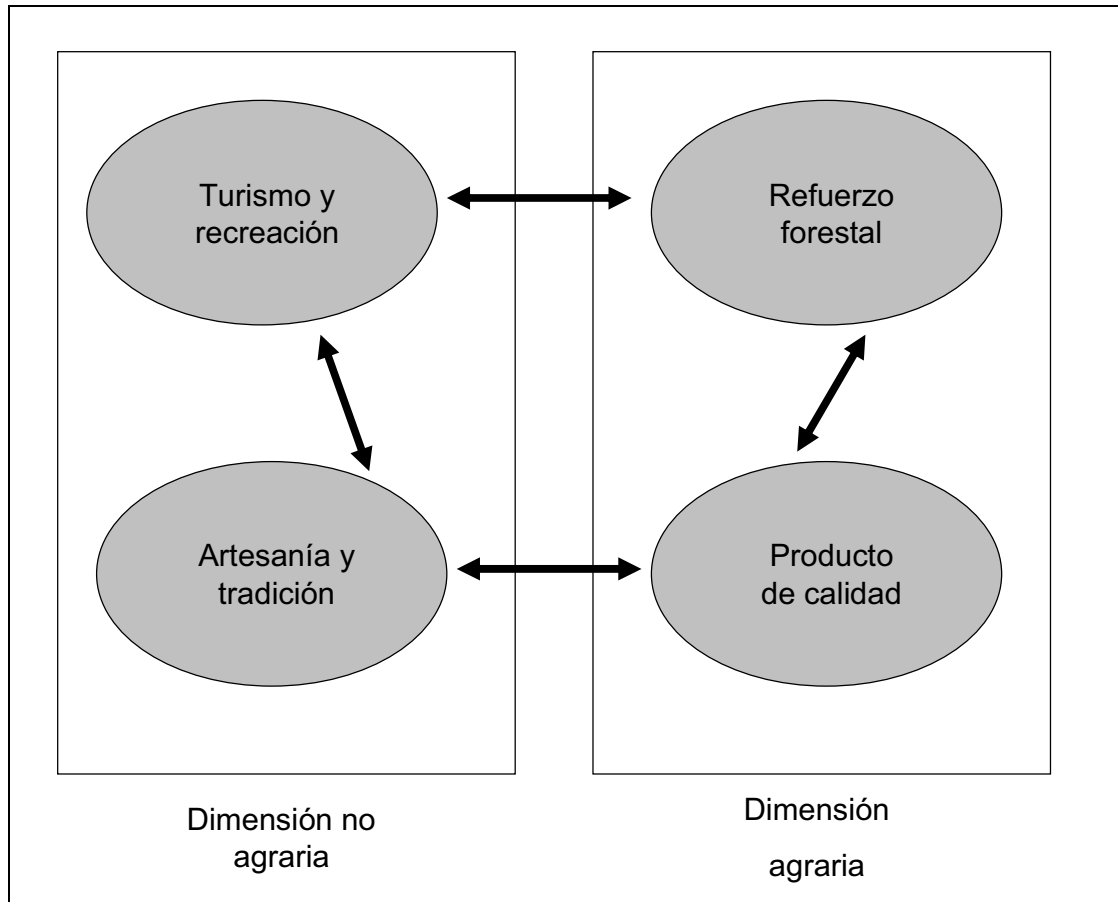 Turismo y
recreación
Refuerzo
forestal
Artesanía y
tradición
Producto
de calidad
Dimensión no
agraria
Dimensión
agraria